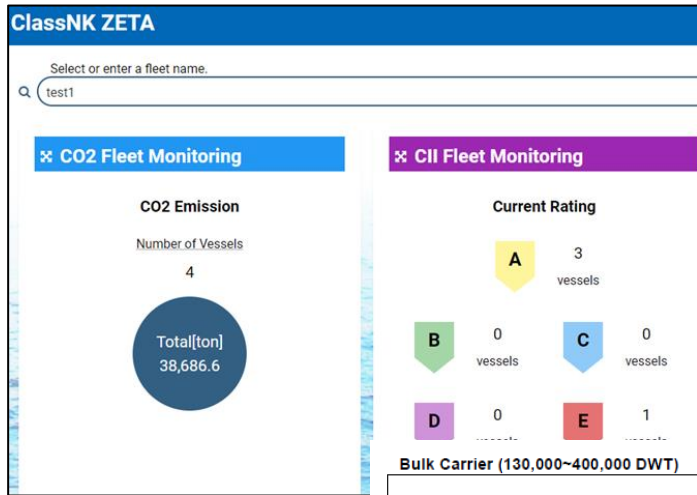 ClassNK ZETA
Select or enter a fleet name.
test1
CO2 Fleet Monitoring
CO2 Emission
Number of Vessels
4
Total[ton]
38,686.6
CII Fleet Monitoring
Current Rating
A 3
vessels
B 0 C 0
vessels vessels
D 0 E 1
Bulk Carrier (130,000~400,000 DWT)